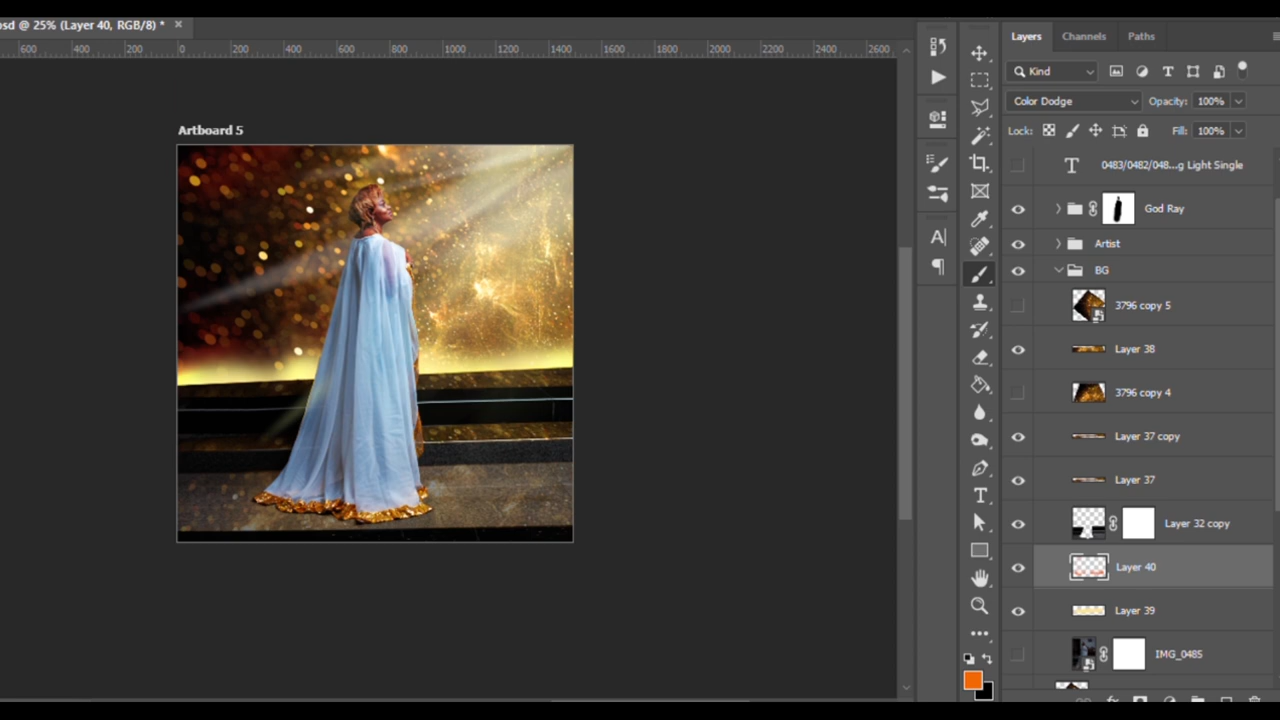 osd @ 25% (Layer 40, RGB/8) *
600 400 200 0 200 400 600 800 1000 1200 1400 1600 1800 2000 2200 2400 2600
Artboard 5
Layers Channels Paths
Kind
Color Dodge Opacity: 100%
Lock: Fill: 100%
0483/0482/048...g Light Single
God Ray
Artist
BG
3796 copy 5
Layer 38
3796 copy 4
Layer 37 copy
Layer 37
Layer 32 copy
Layer 40
Layer 39
IMG_0485